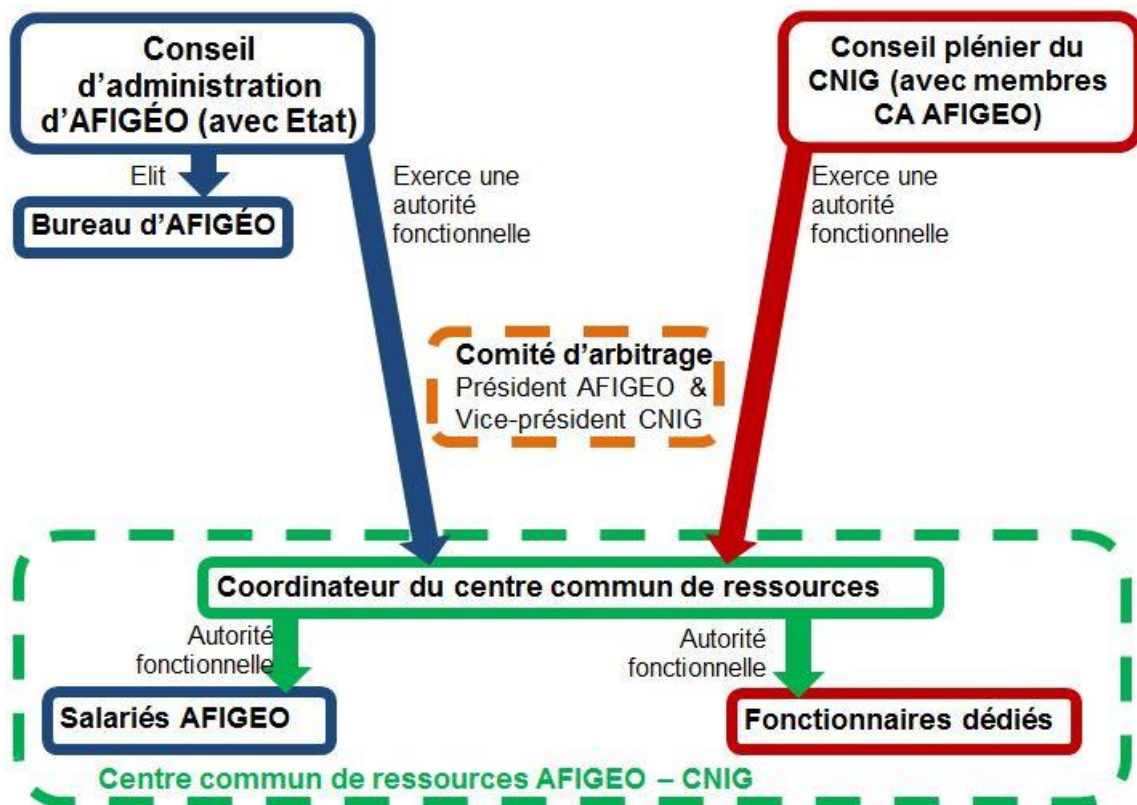 Conseil
d'administration
d'AFIGÉO (avec Etat)
Conseil plénier du
CNIG (avec membres
CA AFIGEO)
Elit
Bureau d'AFIGÉO
Exerce une
autorité
fonctionnelle
Exerce une
autorité
fonctionnelle
Comité d'arbitrage
Président AFIGEO &
Vice-président CNIG
Coordinateur du centre commun de ressources
Autorité
fonctionnelle
Autorité
fonctionnelle
Salariés AFIGEO
Fonctionnaires dédiés
Centre commun de ressources AFIGEO – CNIG